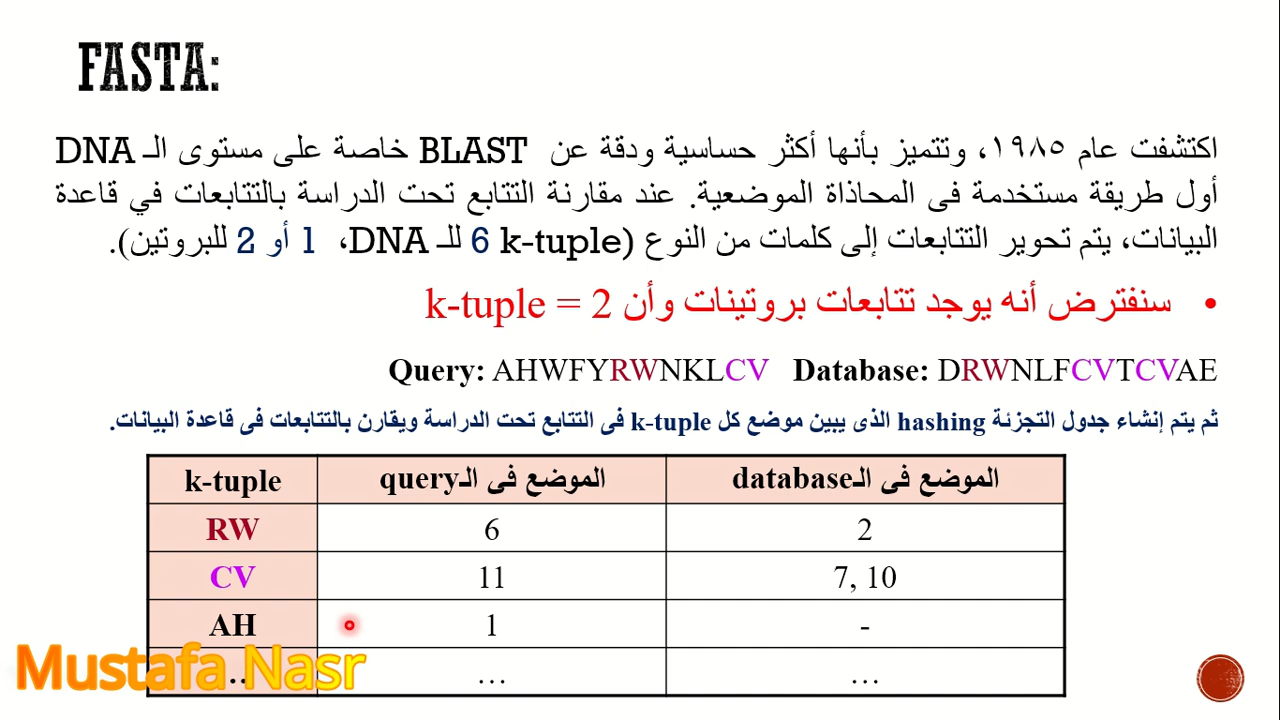 FASTA:
اكتشفت عام ١٩٨٥، وتتميز بأنها أكثر حساسية ودقة عن BLAST خاصة على مستوى الـ DNA
أول طريقة مستخدمة فى المحاذاة الموضعية. عند مقارنة التتابع تحت الدراسة بالتتابعات في قاعدة
البيانات، يتم تحوير التتابعات إلى كلمات من النوع k-tuple) 6 للـ DNA، 1 أو 2 للبروتين).
• سنفترض أنه يوجد تتابعات بروتينات وأن k-tuple = 2
Query: AHWFYRWNKLCV Database: DRWNLFCVTCVAE
ثم يتم إنشاء جدول التجزئة hashing الذى يبين موضع كل k-tuple فى التتابع تحت الدراسة ويقارن بالتتابعات فى قاعدة البيانات.
k-tuple الموضع فى الـquery الموضع فى الـdatabase
RW 6 2
CV 11 7, 10
AH 1 -
.. ... ...
Mustafa Nasr